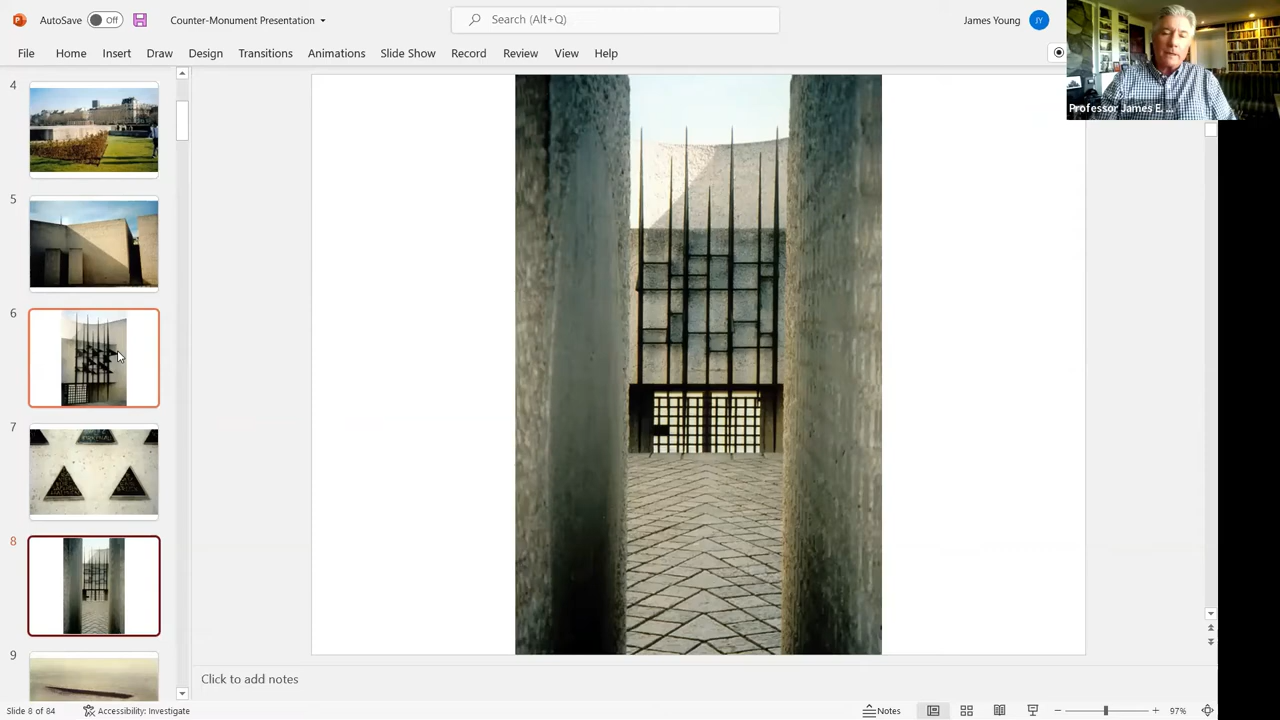 AutoSave Off Counter-Monument Presentation Search (Alt+Q) James Young JY
File Home Insert Draw Design Transitions Animations Slide Show Record Review View Help
Professor James E. ...
4
5
6
7
8
9
Click to add notes
Slide 8 of 84 Accessibility: Investigate Notes 97%